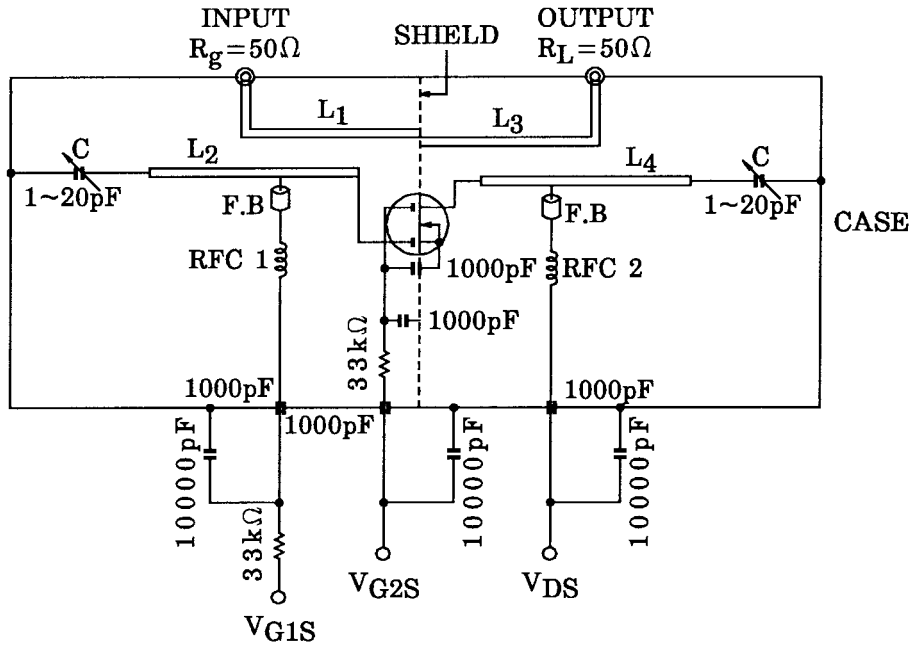 INPUT
Rg=50Ω
SHIELD
OUTPUT
RL=50Ω
L1
L3
C
L2
L4
C
1~20pF
F.B
F.B
1~20pF
CASE
RFC 1
1000pF
RFC 2
1000pF
33kΩ
1000pF
1000pF
1000pF
10000pF
10000pF
10000pF
33kΩ
VG2S
VDS
VG1S